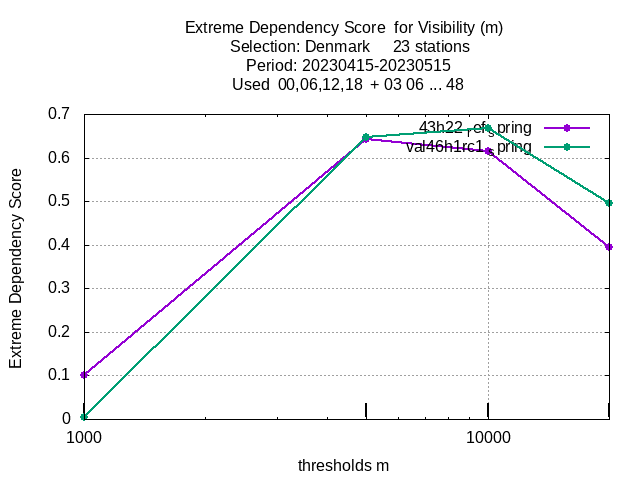 Extreme Dependency Score for Visibility (m)
Selection: Denmark 23 stations
Period: 20230415-20230515
Used 00,06,12,18 + 03 06 ... 48
0.7
0.6
0.5
0.4
0.3
0.2
0.1
0
Extreme Dependency Score
43h22_ref_spring
val46h1rc1_spring
1000
10000
thresholds m